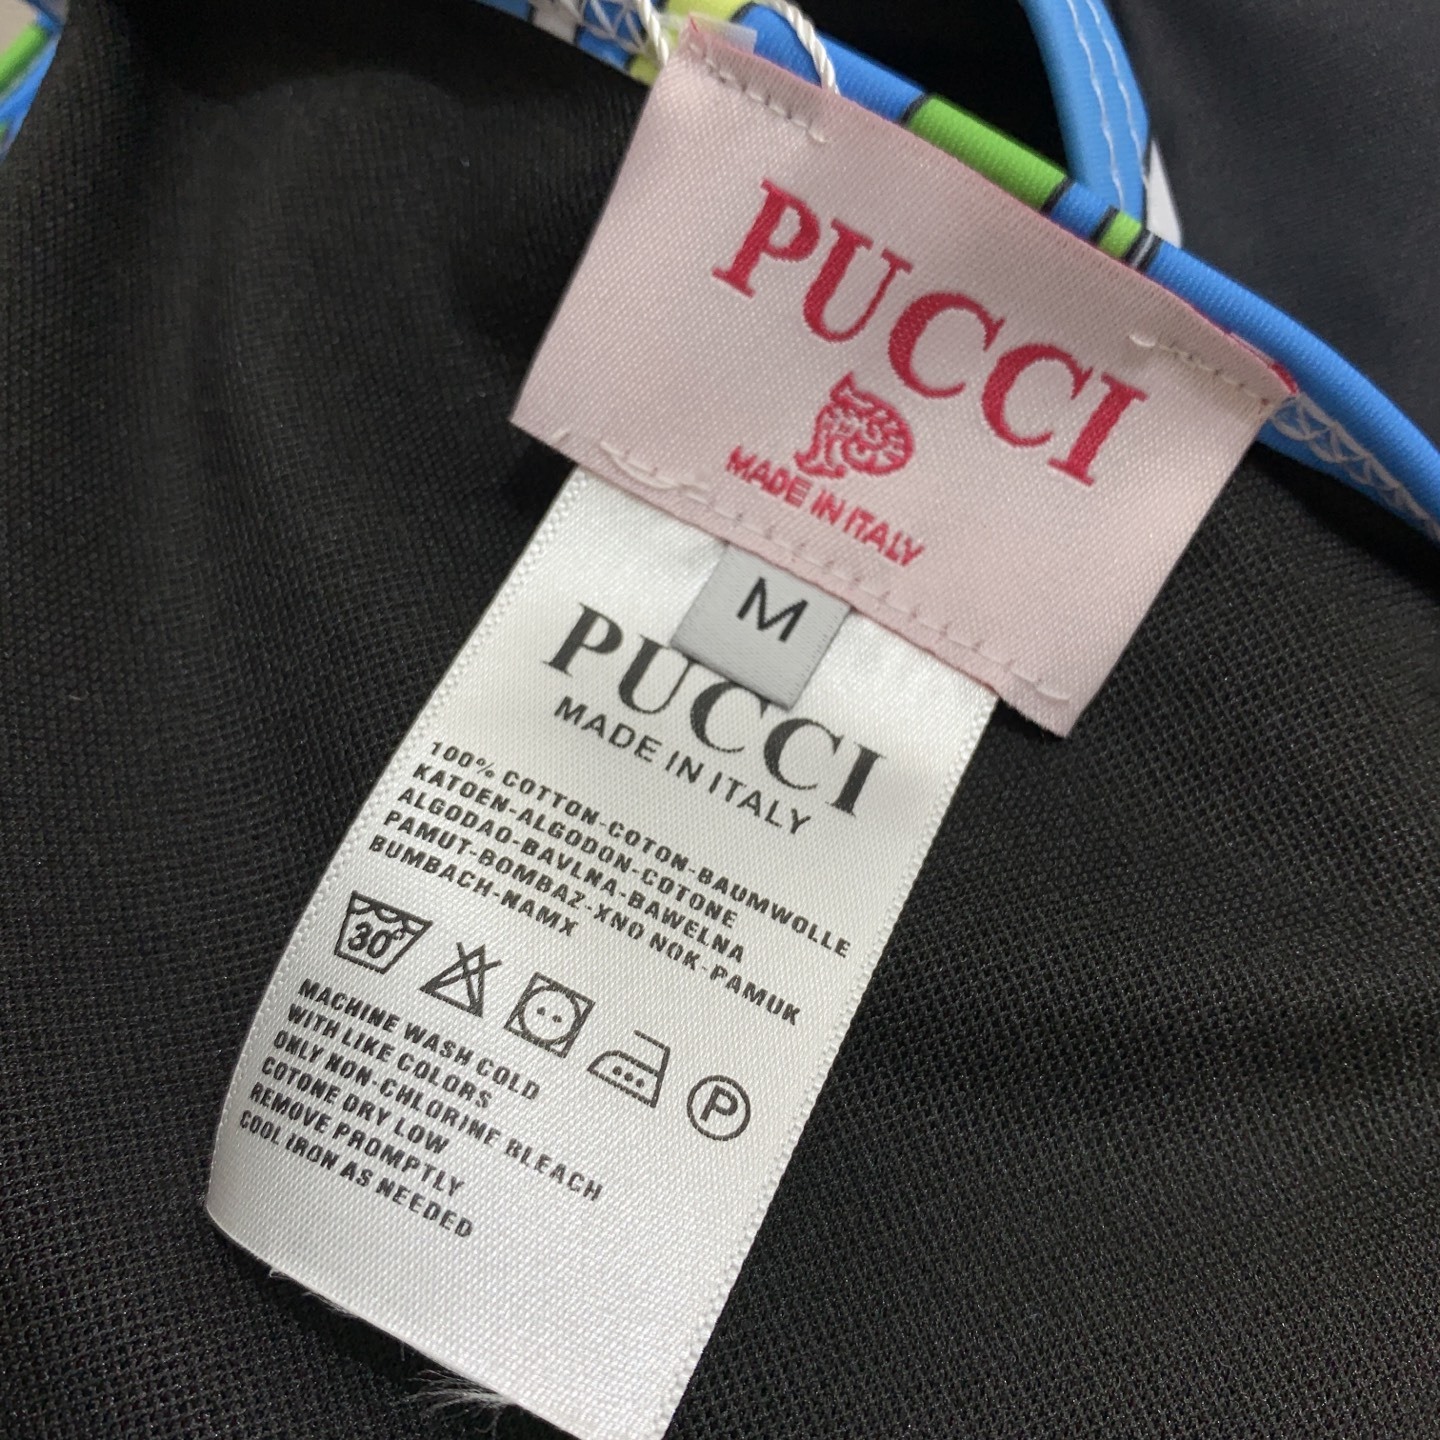 PUCCI
MADE IN ITALY
M
PUCCI
MADE IN ITALY
100% COTTON-COTON-BAUMWOLLE
KATOEN-ALGODON-COTONE
ALGODAO-BAVLNA-BAWELNA
PAMUT-BOMBAZ-XNO NOK-PAMUK
BUMBACH-NAMX
30°
P
MACHINE WASH COLD
WITH LIKE COLORS
ONLY NON-CHLORINE BLEACH
COTONE DRY LOW
REMOVE PROMPTLY
COOL IRON AS NEEDED